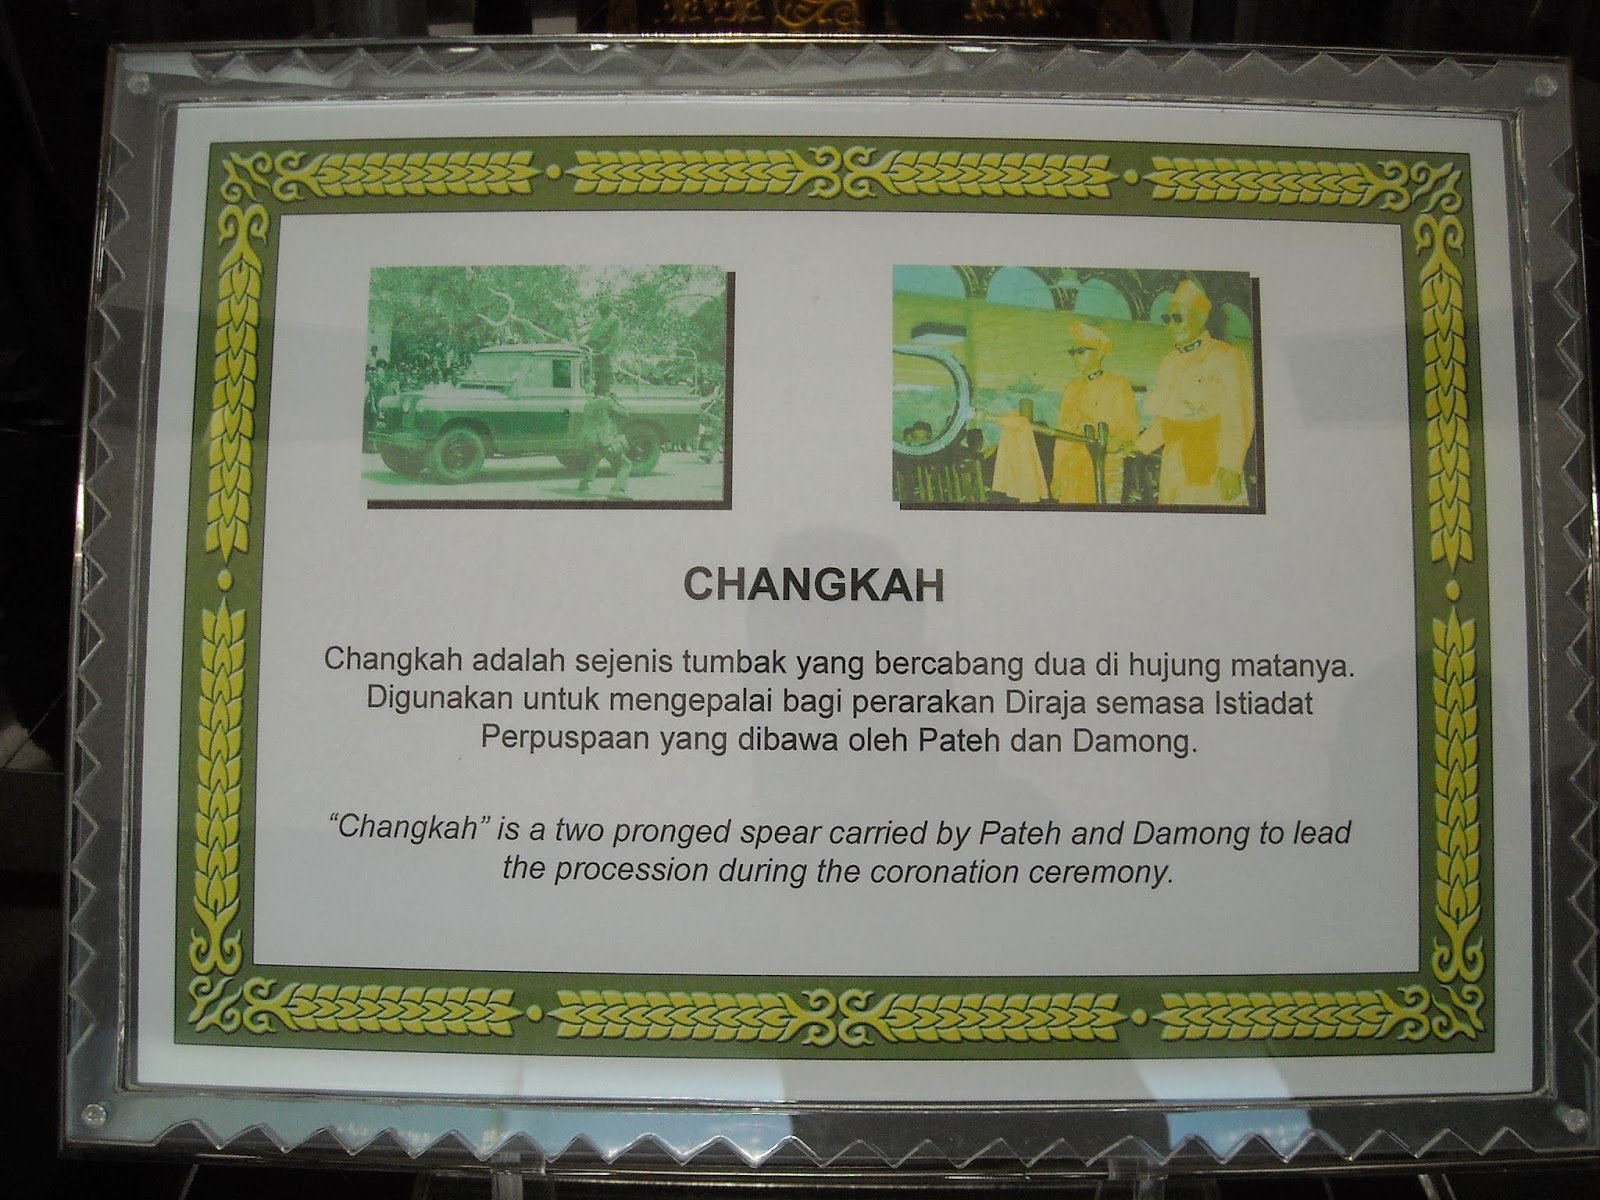 CHANGKAH
Changkah adalah sejenis tumbak yang bercabang dua di hujung matanya.
Digunakan untuk mengepalai bagi perarakan Diraja semasa Istiadat
Perpuspaan yang dibawa oleh Pateh dan Damong.
“Changkah” is a two pronged spear carried by Pateh and Damong to lead
the procession during the coronation ceremony.